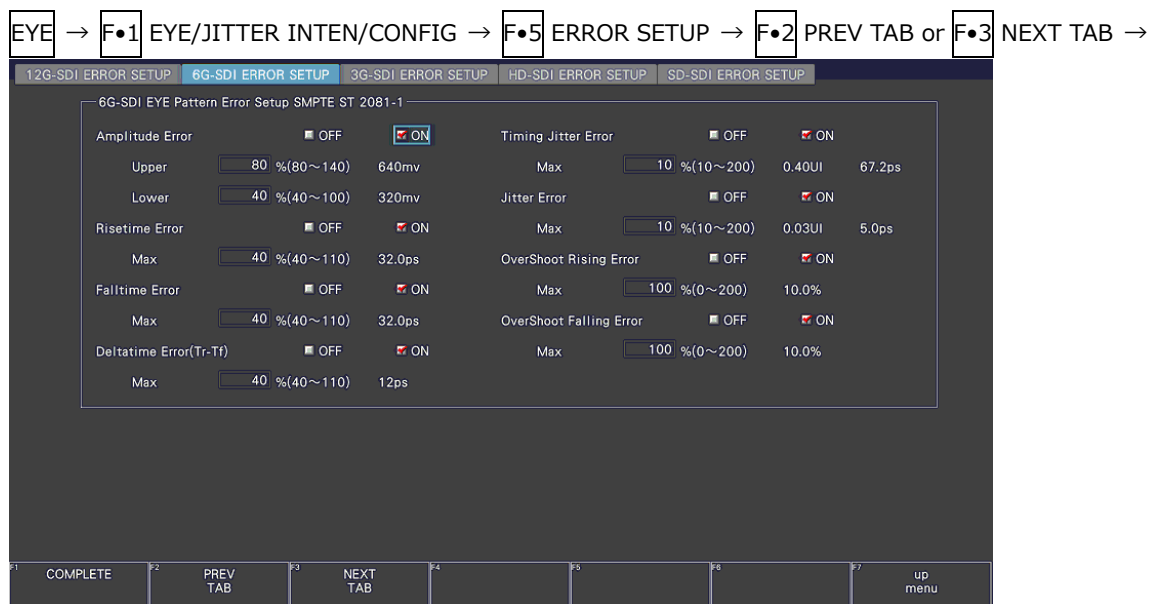 EYE → F•1 EYE/JITTER INTEN/CONFIG → F•5 ERROR SETUP → F•2 PREV TAB or F•3 NEXT TAB →
12G-SDI ERROR SETUP 6G-SDI ERROR SETUP 3G-SDI ERROR SETUP HD-SDI ERROR SETUP SD-SDI ERROR SETUP
6G-SDI EYE Pattern Error Setup SMPTE ST 2081-1
Amplitude Error OFF ON
Upper 80 %(80～140) 640mv
Lower 40 %(40～100) 320mv
Risetime Error OFF ON
Max 40 %(40～110) 32.0ps
Falltime Error OFF ON
Max 40 %(40～110) 32.0ps
Deltatime Error(Tr-Tf) OFF ON
Max 40 %(40～110) 12ps
Timing Jitter Error OFF ON
Max 10 %(10～200) 0.40UI 67.2ps
Jitter Error OFF ON
Max 10 %(10～200) 0.03UI 5.0ps
OverShoot Rising Error OFF ON
Max 100 %(0～200) 10.0%
OverShoot Falling Error OFF ON
Max 100 %(0～200) 10.0%
F1 COMPLETE
F2 PREV
TAB
F3 NEXT
TAB
F4
F5
F6
F7 up
menu